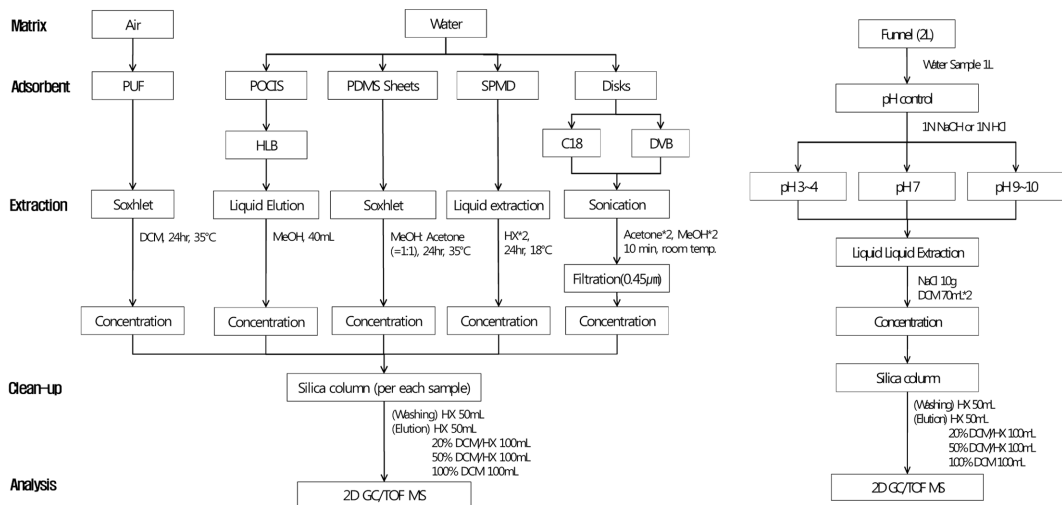 Matrix
Air
Water
Adsorbent
PUF
POCIS
PDMS Sheets
SPMD
Disks
HLB
C18
DVB
Extraction
Soxhlet
Liquid Elution
Soxhlet
Liquid extraction
Sonication
DCM, 24hr, 35℃
MeOH, 40mL
MeOH: Acetone
(=1:1), 24hr, 35℃
HX*2,
24hr, 18℃
Acetone*2, MeOH*2
10 min, room temp.
Filtration(0.45㎛)
Concentration
Concentration
Concentration
Concentration
Concentration
Clean-up
Silica column (per each sample)
(Washing) HX 50mL
(Elution) HX 50mL
20% DCM/HX 100mL
50% DCM/HX 100mL
100% DCM 100mL
Analysis
2D GC/TOF MS
Funnel (2L)
Water Sample 1L
pH control
1N NaOH or 1N HCl
pH 3~4
pH 7
pH 9~10
Liquid Liquid Extraction
NaCl 10g
DCM 70mL*2
Concentration
Silica column
(Washing) HX 50mL
(Elution) HX 50mL
20% DCM/HX 100mL
50% DCM/HX 100mL
100% DCM 100mL
2D GC/TOF MS